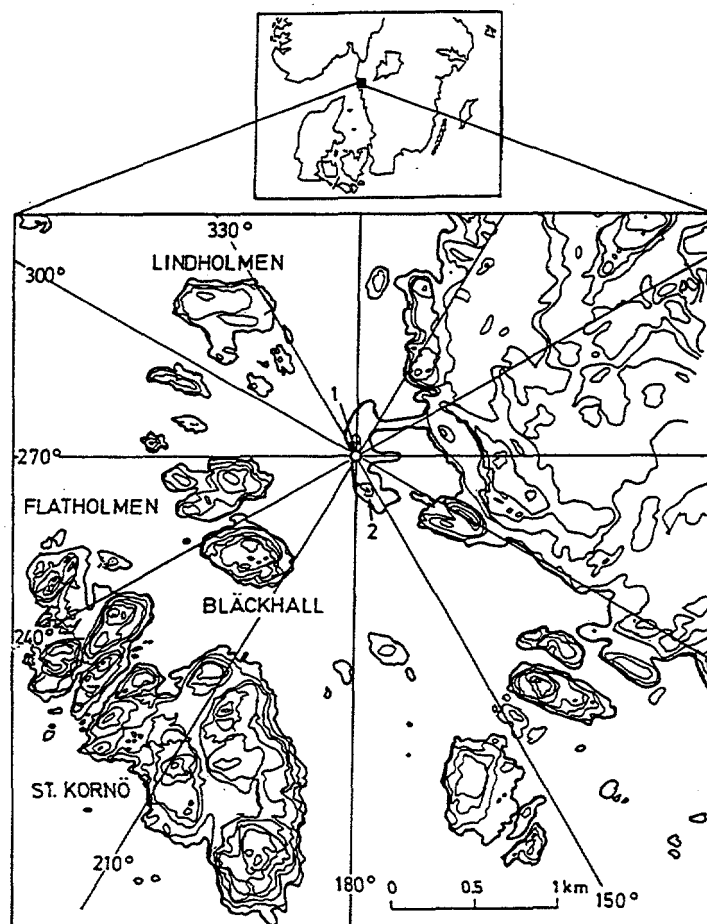 330°
LINDHOLMEN
300°
1
270°
FLATHOLMEN
2
BLÄCKHALL
240°
ST. KORNÖ
210°
180°
0 0.5 1 km
150°